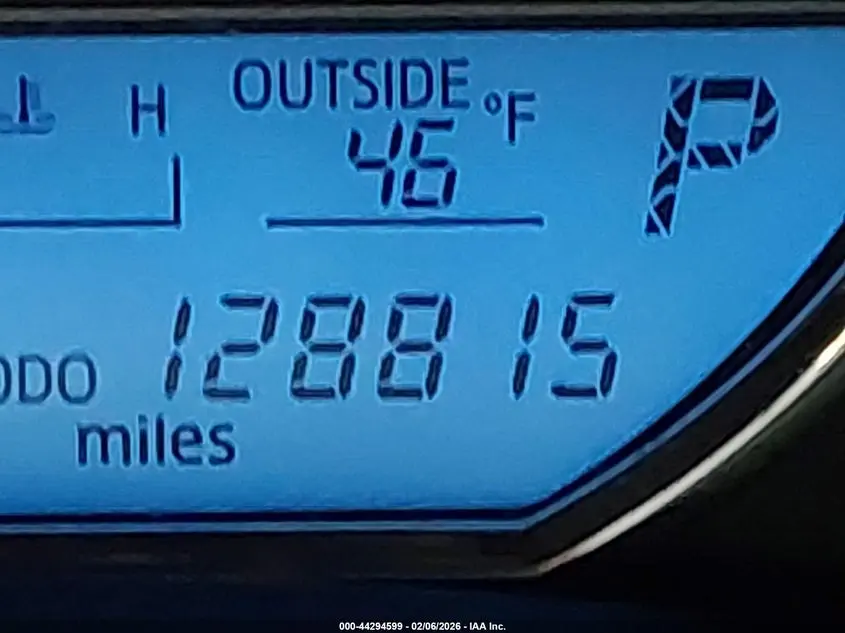 H
OUTSIDE
46 °F
P
ODO 128815
miles
000-44294599 - 02/06/2026 - IAA Inc.